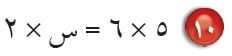 ١٠ ٥ × ٦ = س × ٢